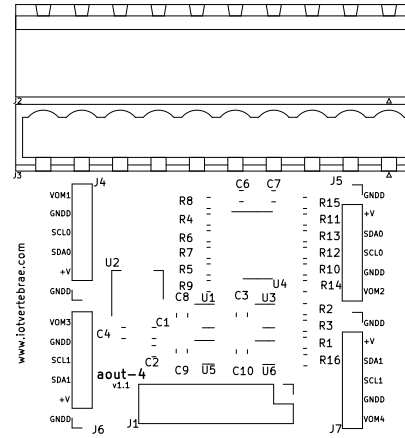 J2
J3
J4
J5
VOM1
GNDD
SCL0
SDA0
+V
GNDD
C6 C7
R8
R4
R6
R7
R5
R9
R15
R11
R13
R12
R10
R14
GNDD
+V
SDA0
SCL0
GNDD
VOM2
U2
U4
C8 U1 C3 U3
R2
R3
R1
R16
VOM3
GNDD
SCL1
SDA1
+V
GNDD
C4
C1
C2
C9 U5 C10 U6
GNDD
+V
SDA1
SCL1
GNDD
VOM4
aout-4
v1.1
J1
J6
J7
www.iotvertebrae.com